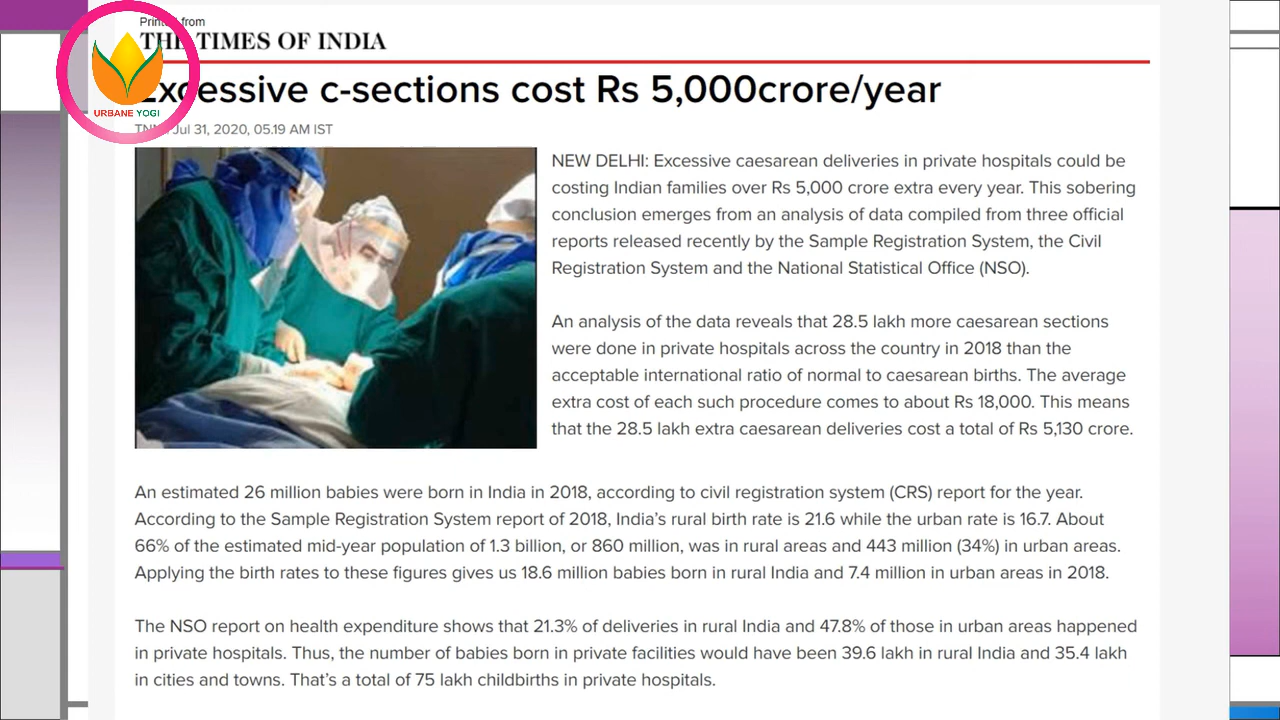 Printed from
THE TIMES OF INDIA
Excessive c-sections cost Rs 5,000crore/year
URBANE YOGI
Jul 31, 2020, 05.19 AM IST
NEW DELHI: Excessive caesarean deliveries in private hospitals could be
costing Indian families over Rs 5,000 crore extra every year. This sobering
conclusion emerges from an analysis of data compiled from three official
reports released recently by the Sample Registration System, the Civil
Registration System and the National Statistical Office (NSO).
An analysis of the data reveals that 28.5 lakh more caesarean sections
were done in private hospitals across the country in 2018 than the
acceptable international ratio of normal to caesarean births. The average
extra cost of each such procedure comes to about Rs 18,000. This means
that the 28.5 lakh extra caesarean deliveries cost a total of Rs 5,130 crore.
An estimated 26 million babies were born in India in 2018, according to civil registration system (CRS) report for the year.
According to the Sample Registration System report of 2018, India's rural birth rate is 21.6 while the urban rate is 16.7. About
66% of the estimated mid-year population of 1.3 billion, or 860 million, was in rural areas and 443 million (34%) in urban areas.
Applying the birth rates to these figures gives us 18.6 million babies born in rural India and 7.4 million in urban areas in 2018.
The NSO report on health expenditure shows that 21.3% of deliveries in rural India and 47.8% of those in urban areas happened
in private hospitals. Thus, the number of babies born in private facilities would have been 39.6 lakh in rural India and 35.4 lakh
in cities and towns. That's a total of 75 lakh childbirths in private hospitals.